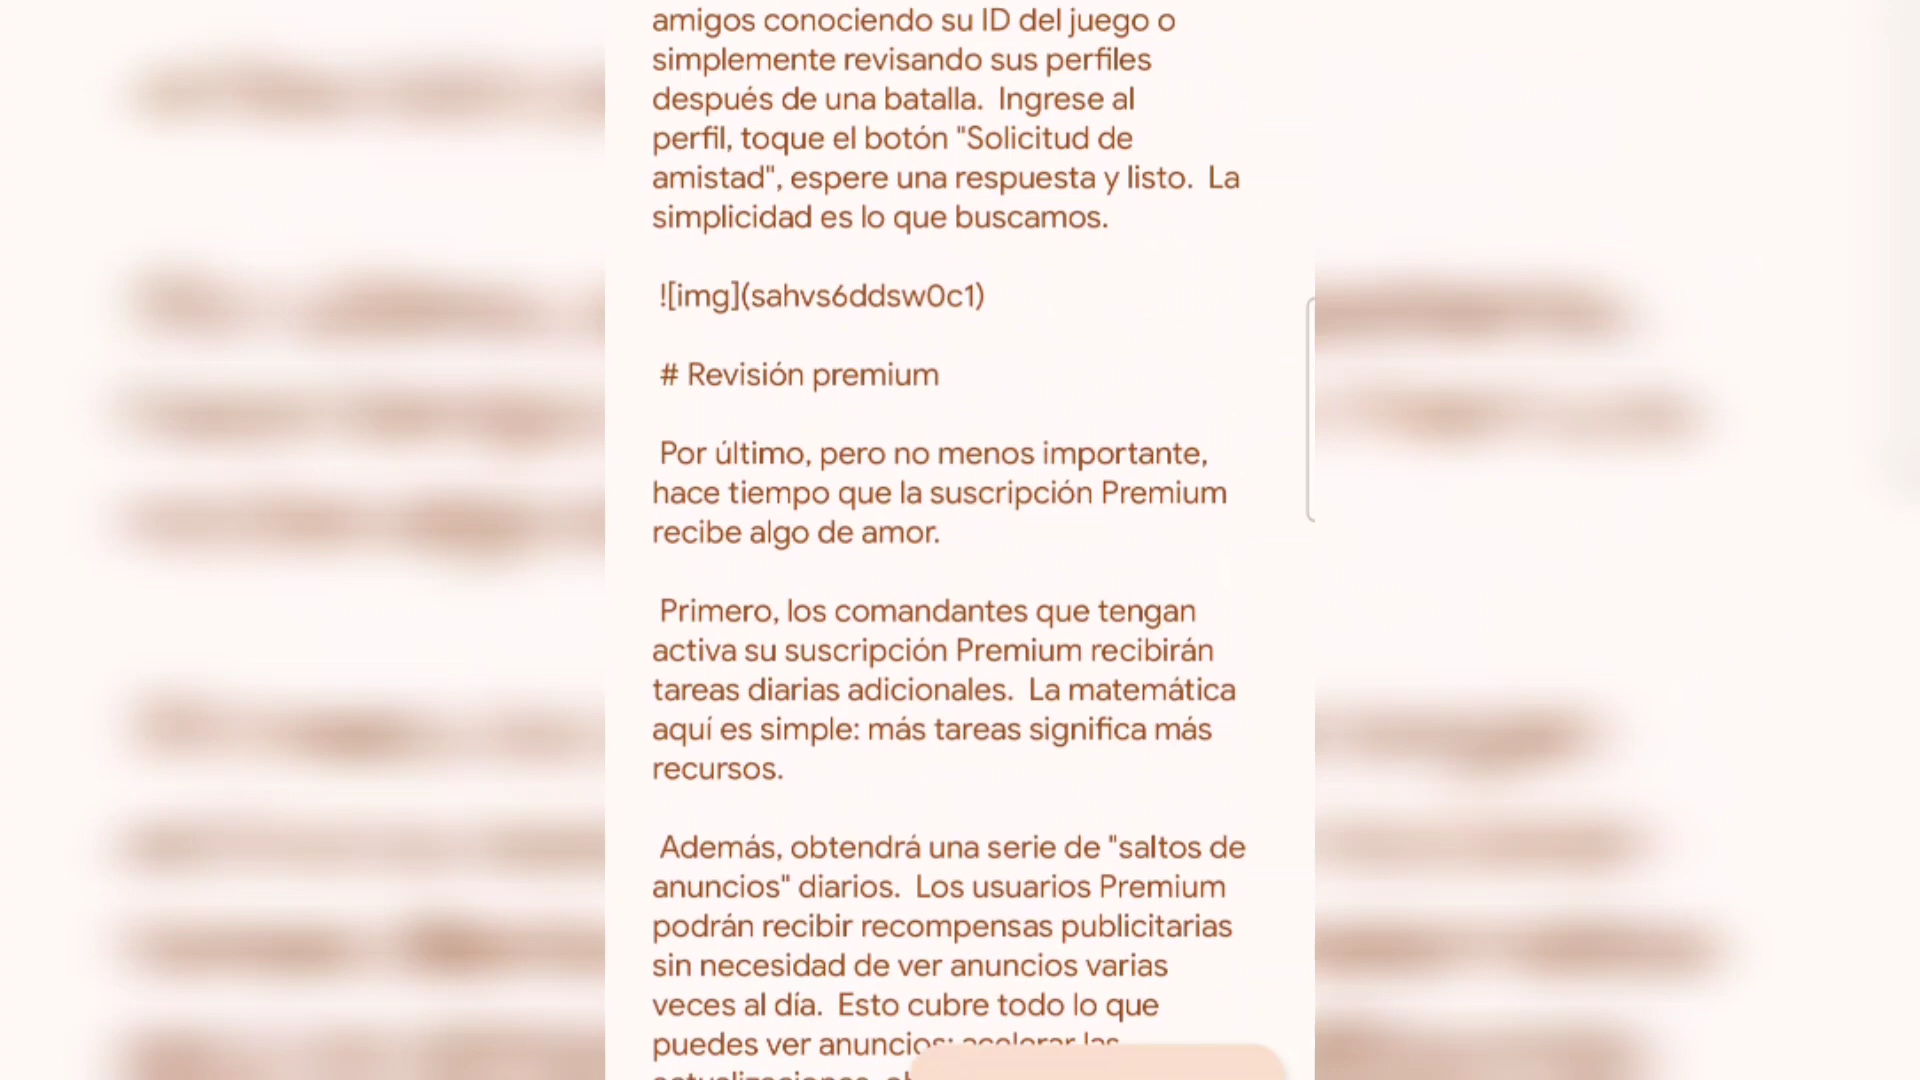 amigos conociendo su ID del juego o
simplemente revisando sus perfiles
después de una batalla.  Ingrese al
perfil, toque el botón "Solicitud de
amistad", espere una respuesta y listo.  La
simplicidad es lo que buscamos.
![img](sahvs6ddsw0c1)
# Revisión premium
Por último, pero no menos importante,
hace tiempo que la suscripción Premium
recibe algo de amor.
Primero, los comandantes que tengan
activa su suscripción Premium recibirán
tareas diarias adicionales.  La matemática
aquí es simple: más tareas significa más
recursos.
Además, obtendrá una serie de "saltos de
anuncios" diarios.  Los usuarios Premium
podrán recibir recompensas publicitarias
sin necesidad de ver anuncios varias
veces al día.  Esto cubre todo lo que
puedes ver anuncios: acelerar las